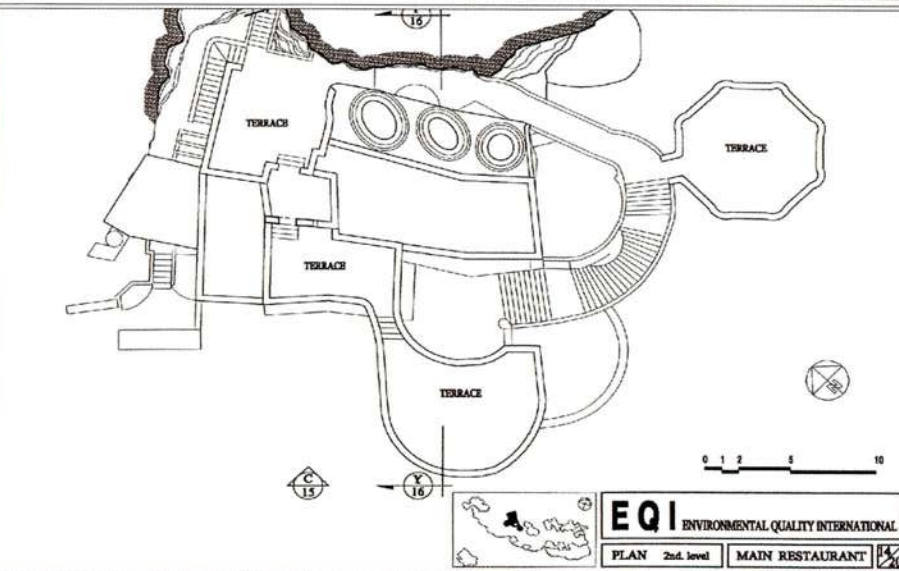 16
TERRACE
TERRACE
TERRACE
TERRACE
0 1 2 5 10
C
15
Y
16
EQI ENVIRONMENTAL QUALITY INTERNATIONAL
PLAN 2nd. level
MAIN RESTAURANT
14/